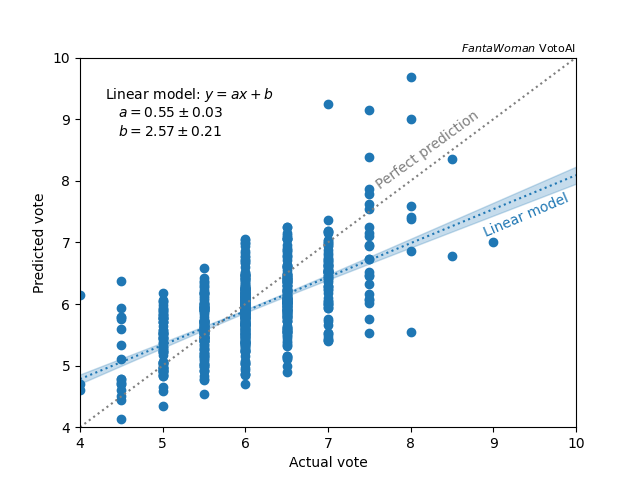 FantaWoman VotoAI
10
9
8
7
6
5
4
Predicted vote
Linear model: y = ax + b
a = 0.55 ± 0.03
b = 2.57 ± 0.21
Perfect prediction
Linear model
4 5 6 7 8 9 10
Actual vote